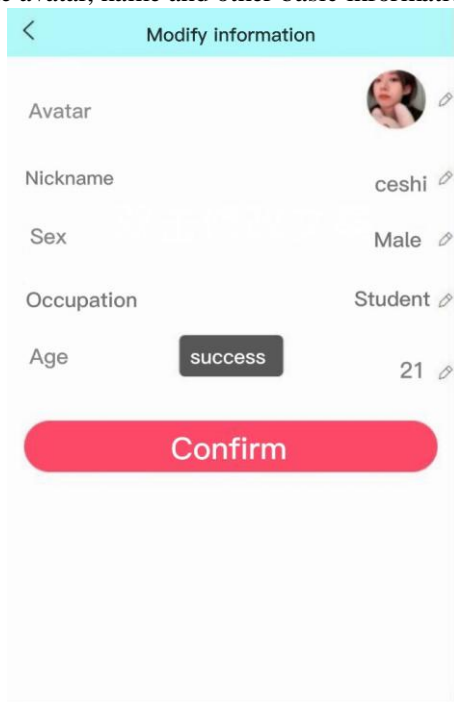 Modify information
Avatar
Nickname
ceshi
Sex
Male
Occupation
Student
Age
success
21
Confirm